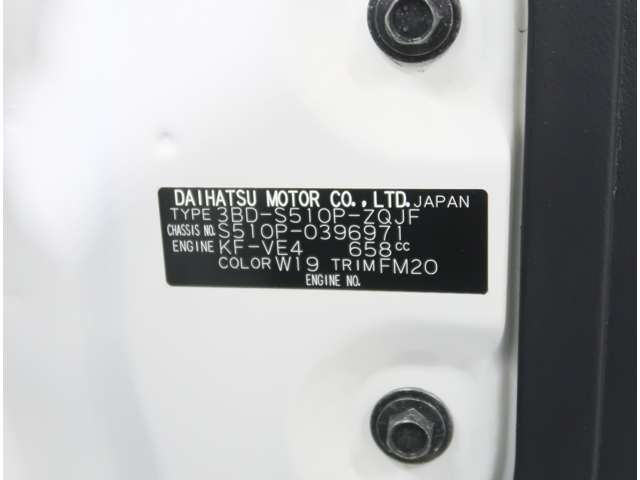 DAIHATSU MOTOR CO.,LTD. JAPAN
TYPE 3BD-S510P-ZQJF
CHASSIS NO. S510P-0396971
ENGINE KF-VE4 658cc
COLOR W19 TRIM FM20
ENGINE NO.